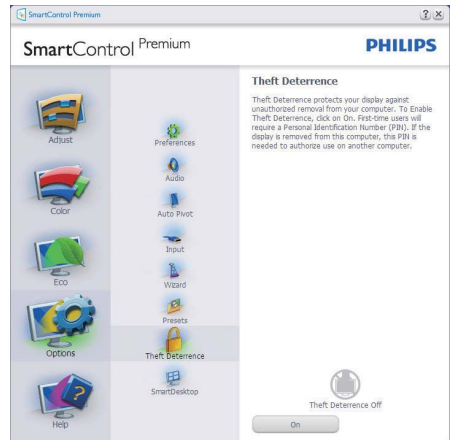 SmartControl Premium
SmartControl Premium
PHILIPS
Adjust
Color
Eco
Options
Help
Preferences
Audio
Auto Pivot
Input
Wizard
Presets
Theft Deterrence
SmartDesktop
Theft Deterrence
Theft Deterrence protects your display against
unauthorized removal from your computer. To Enable
Theft Deterrence, click on On. First-time users will
require a Personal Identification Number (PIN). If the
display is removed from this computer, this PIN is
needed to authorize use on another computer.
Theft Deterrence Off
On